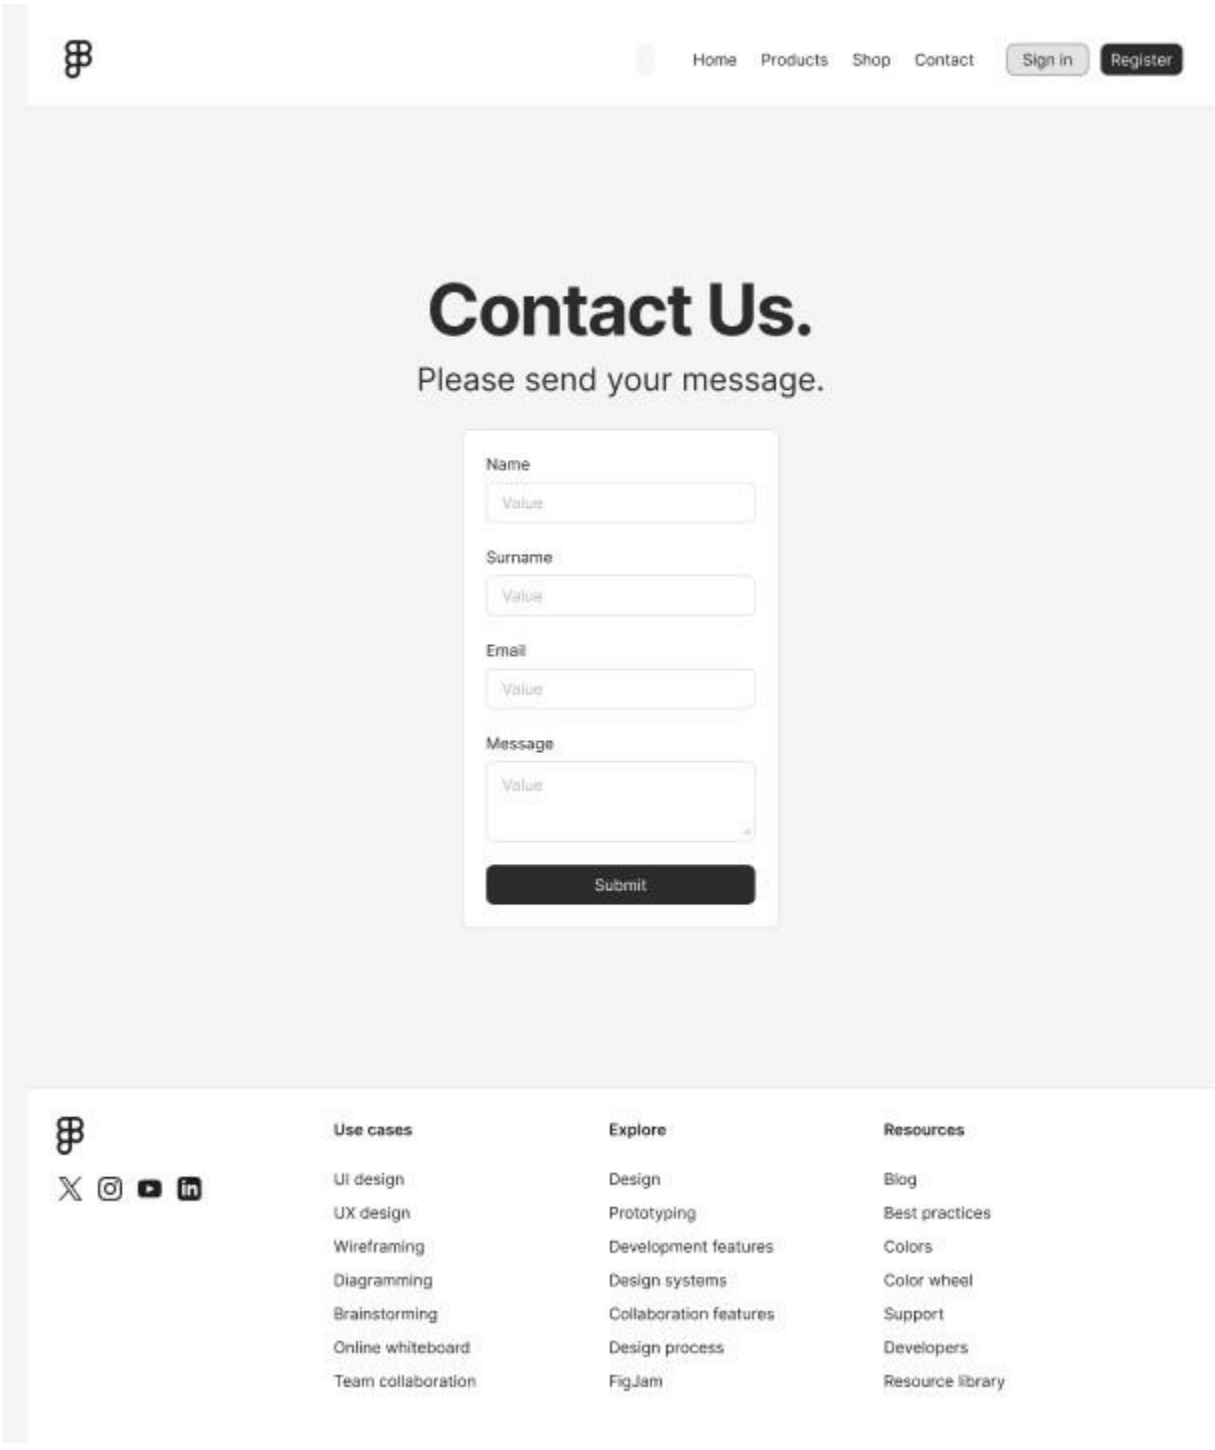 Home Products Shop Contact Sign in Register
Contact Us.
Please send your message.
Name
Value
Surname
Value
Email
Value
Message
Value
Submit
Use cases
UI design
UX design
Wireframing
Diagramming
Brainstorming
Online whiteboard
Team collaboration
Explore
Design
Prototyping
Development features
Design systems
Collaboration features
Design process
FigJam
Resources
Blog
Best practices
Colors
Color wheel
Support
Developers
Resource library